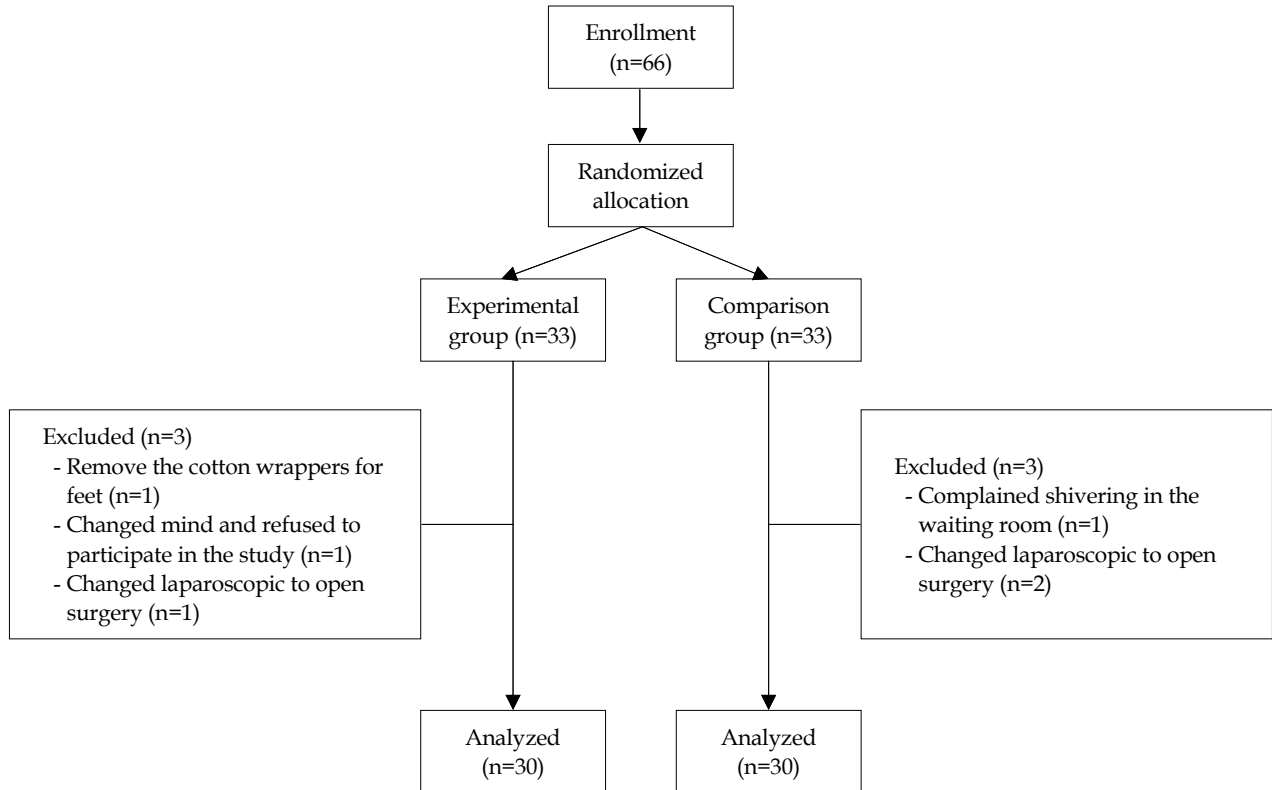 Enrollment
(n=66)
Randomized
allocation
Experimental
group (n=33)
Comparison
group (n=33)
Excluded (n=3)
- Remove the cotton wrappers for
feet (n=1)
- Changed mind and refused to
participate in the study (n=1)
- Changed laparoscopic to open
surgery (n=1)
Excluded (n=3)
- Complained shivering in the
waiting room (n=1)
- Changed laparoscopic to open
surgery (n=2)
Analyzed
(n=30)
Analyzed
(n=30)